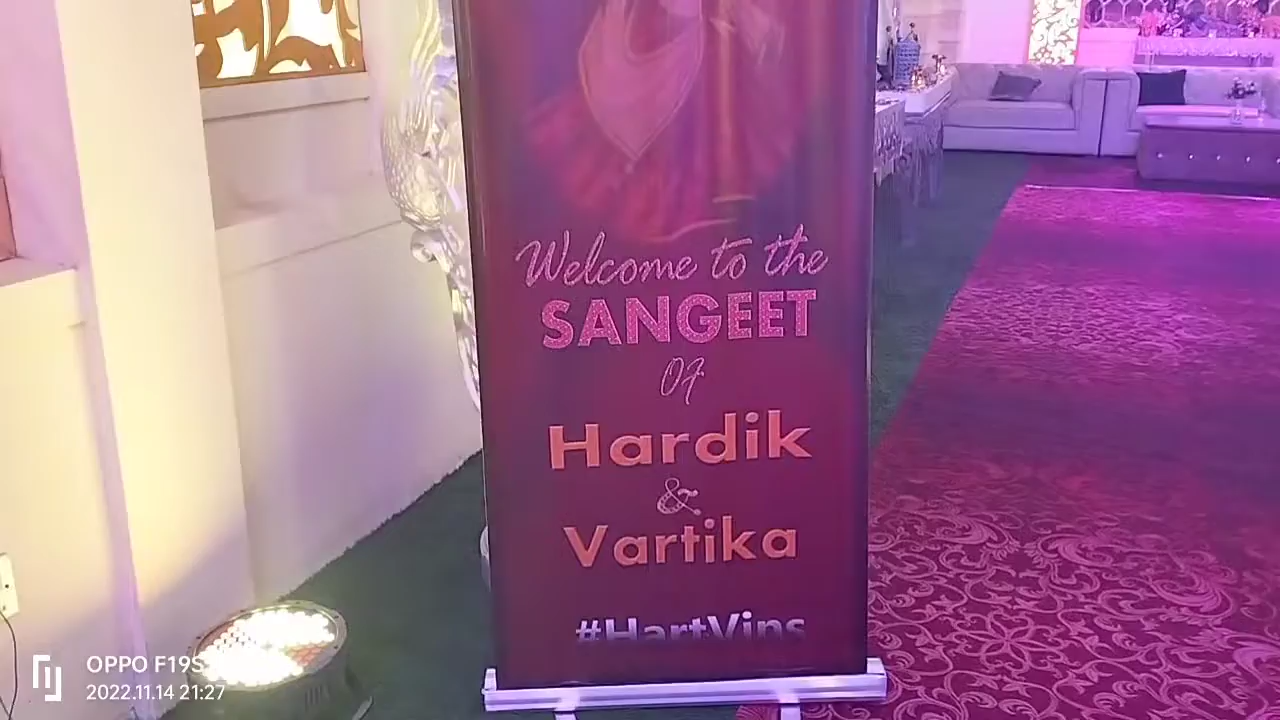 Welcome to the
SANGEET
Of
Hardik
&
Vartika
#HartVins
OPPO F19S
2022.11.14 21:27